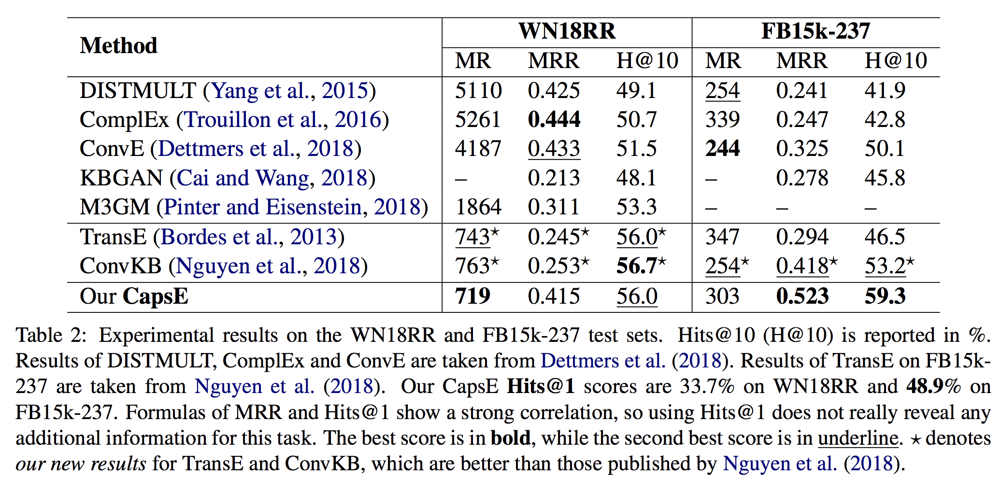 Method WN18RR FB15k-237
MR MRR H@10 MR MRR H@10
DISTMULT (Yang et al., 2015) 5110 0.425 49.1 254 0.241 41.9
ComplEx (Trouillon et al., 2016) 5261 0.444 50.7 339 0.247 42.8
ConvE (Dettmers et al., 2018) 4187 0.433 51.5 244 0.325 50.1
KBGAN (Cai and Wang, 2018) – 0.213 48.1 – 0.278 45.8
M3GM (Pinter and Eisenstein, 2018) 1864 0.311 53.3 – – –
TransE (Bordes et al., 2013) 743⋆ 0.245⋆ 56.0⋆ 347 0.294 46.5
ConvKB (Nguyen et al., 2018) 763⋆ 0.253⋆ 56.7⋆ 254⋆ 0.418⋆ 53.2⋆
Our CapsE 719 0.415 56.0 303 0.523 59.3
Table 2: Experimental results on the WN18RR and FB15k-237 test sets. Hits@10 (H@10) is reported in %.
Results of DISTMULT, ComplEx and ConvE are taken from Dettmers et al. (2018). Results of TransE on FB15k-
237 are taken from Nguyen et al. (2018). Our CapsE Hits@1 scores are 33.7% on WN18RR and 48.9% on
FB15k-237. Formulas of MRR and Hits@1 show a strong correlation, so using Hits@1 does not really reveal any
additional information for this task. The best score is in bold, while the second best score is in underline. ⋆ denotes
our new results for TransE and ConvKB, which are better than those published by Nguyen et al. (2018).